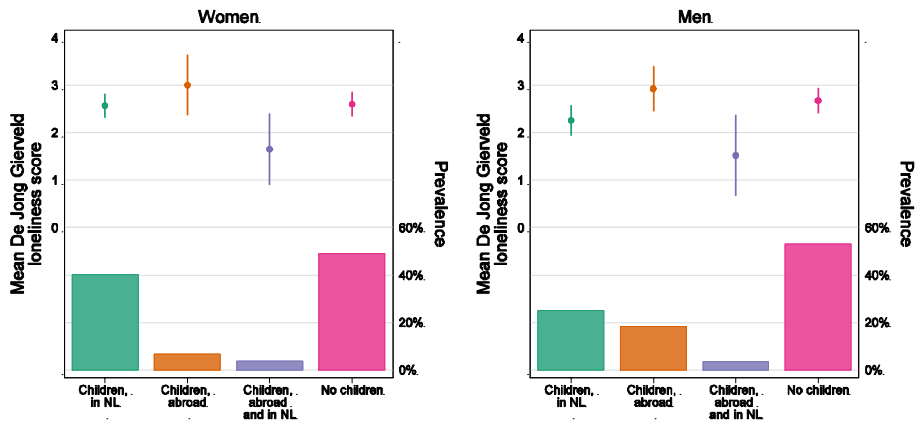 Women
Men
4
3
2
1
0
Mean De Jong Gierveld
loneliness score
60%
40%
20%
0%
Prevalence
Children,
in NL
Children,
abroad
Children,
abroad
and in NL
No children
4
3
2
1
0
Mean De Jong Gierveld
loneliness score
60%
40%
20%
0%
Prevalence
Children,
in NL
Children,
abroad
Children,
abroad
and in NL
No children